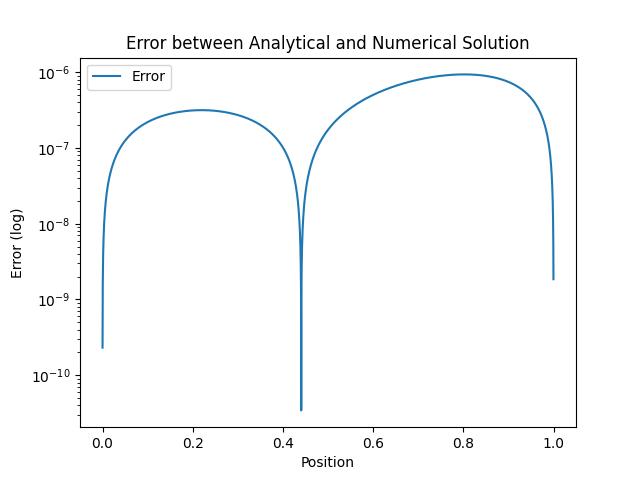 Error between Analytical and Numerical Solution
Error
Error (log)
10⁻⁶
10⁻⁷
10⁻⁸
10⁻⁹
10⁻¹⁰
0.0 0.2 0.4 0.6 0.8 1.0
Position